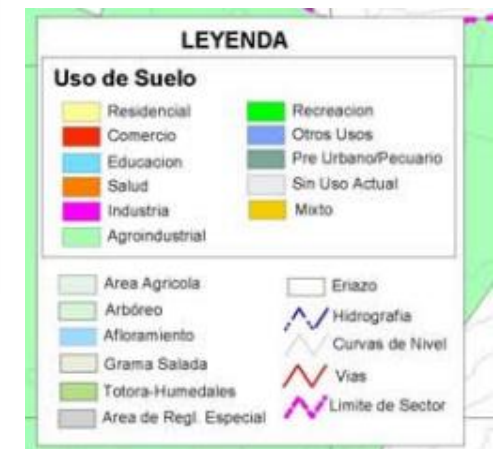 LEYENDA
Uso de Suelo
Residencial
Comercio
Educacion
Salud
Industria
Agroindustrial
Recreacion
Otros Usos
Pre Urbano/Pecuario
Sin Uso Actual
Mixto
Area Agricola
Arbóreo
Afloramiento
Grama Salada
Totora-Humedales
Area de Regl. Especial
Eriazo
Hidrografia
Curvas de Nivel
Vias
Limite de Sector